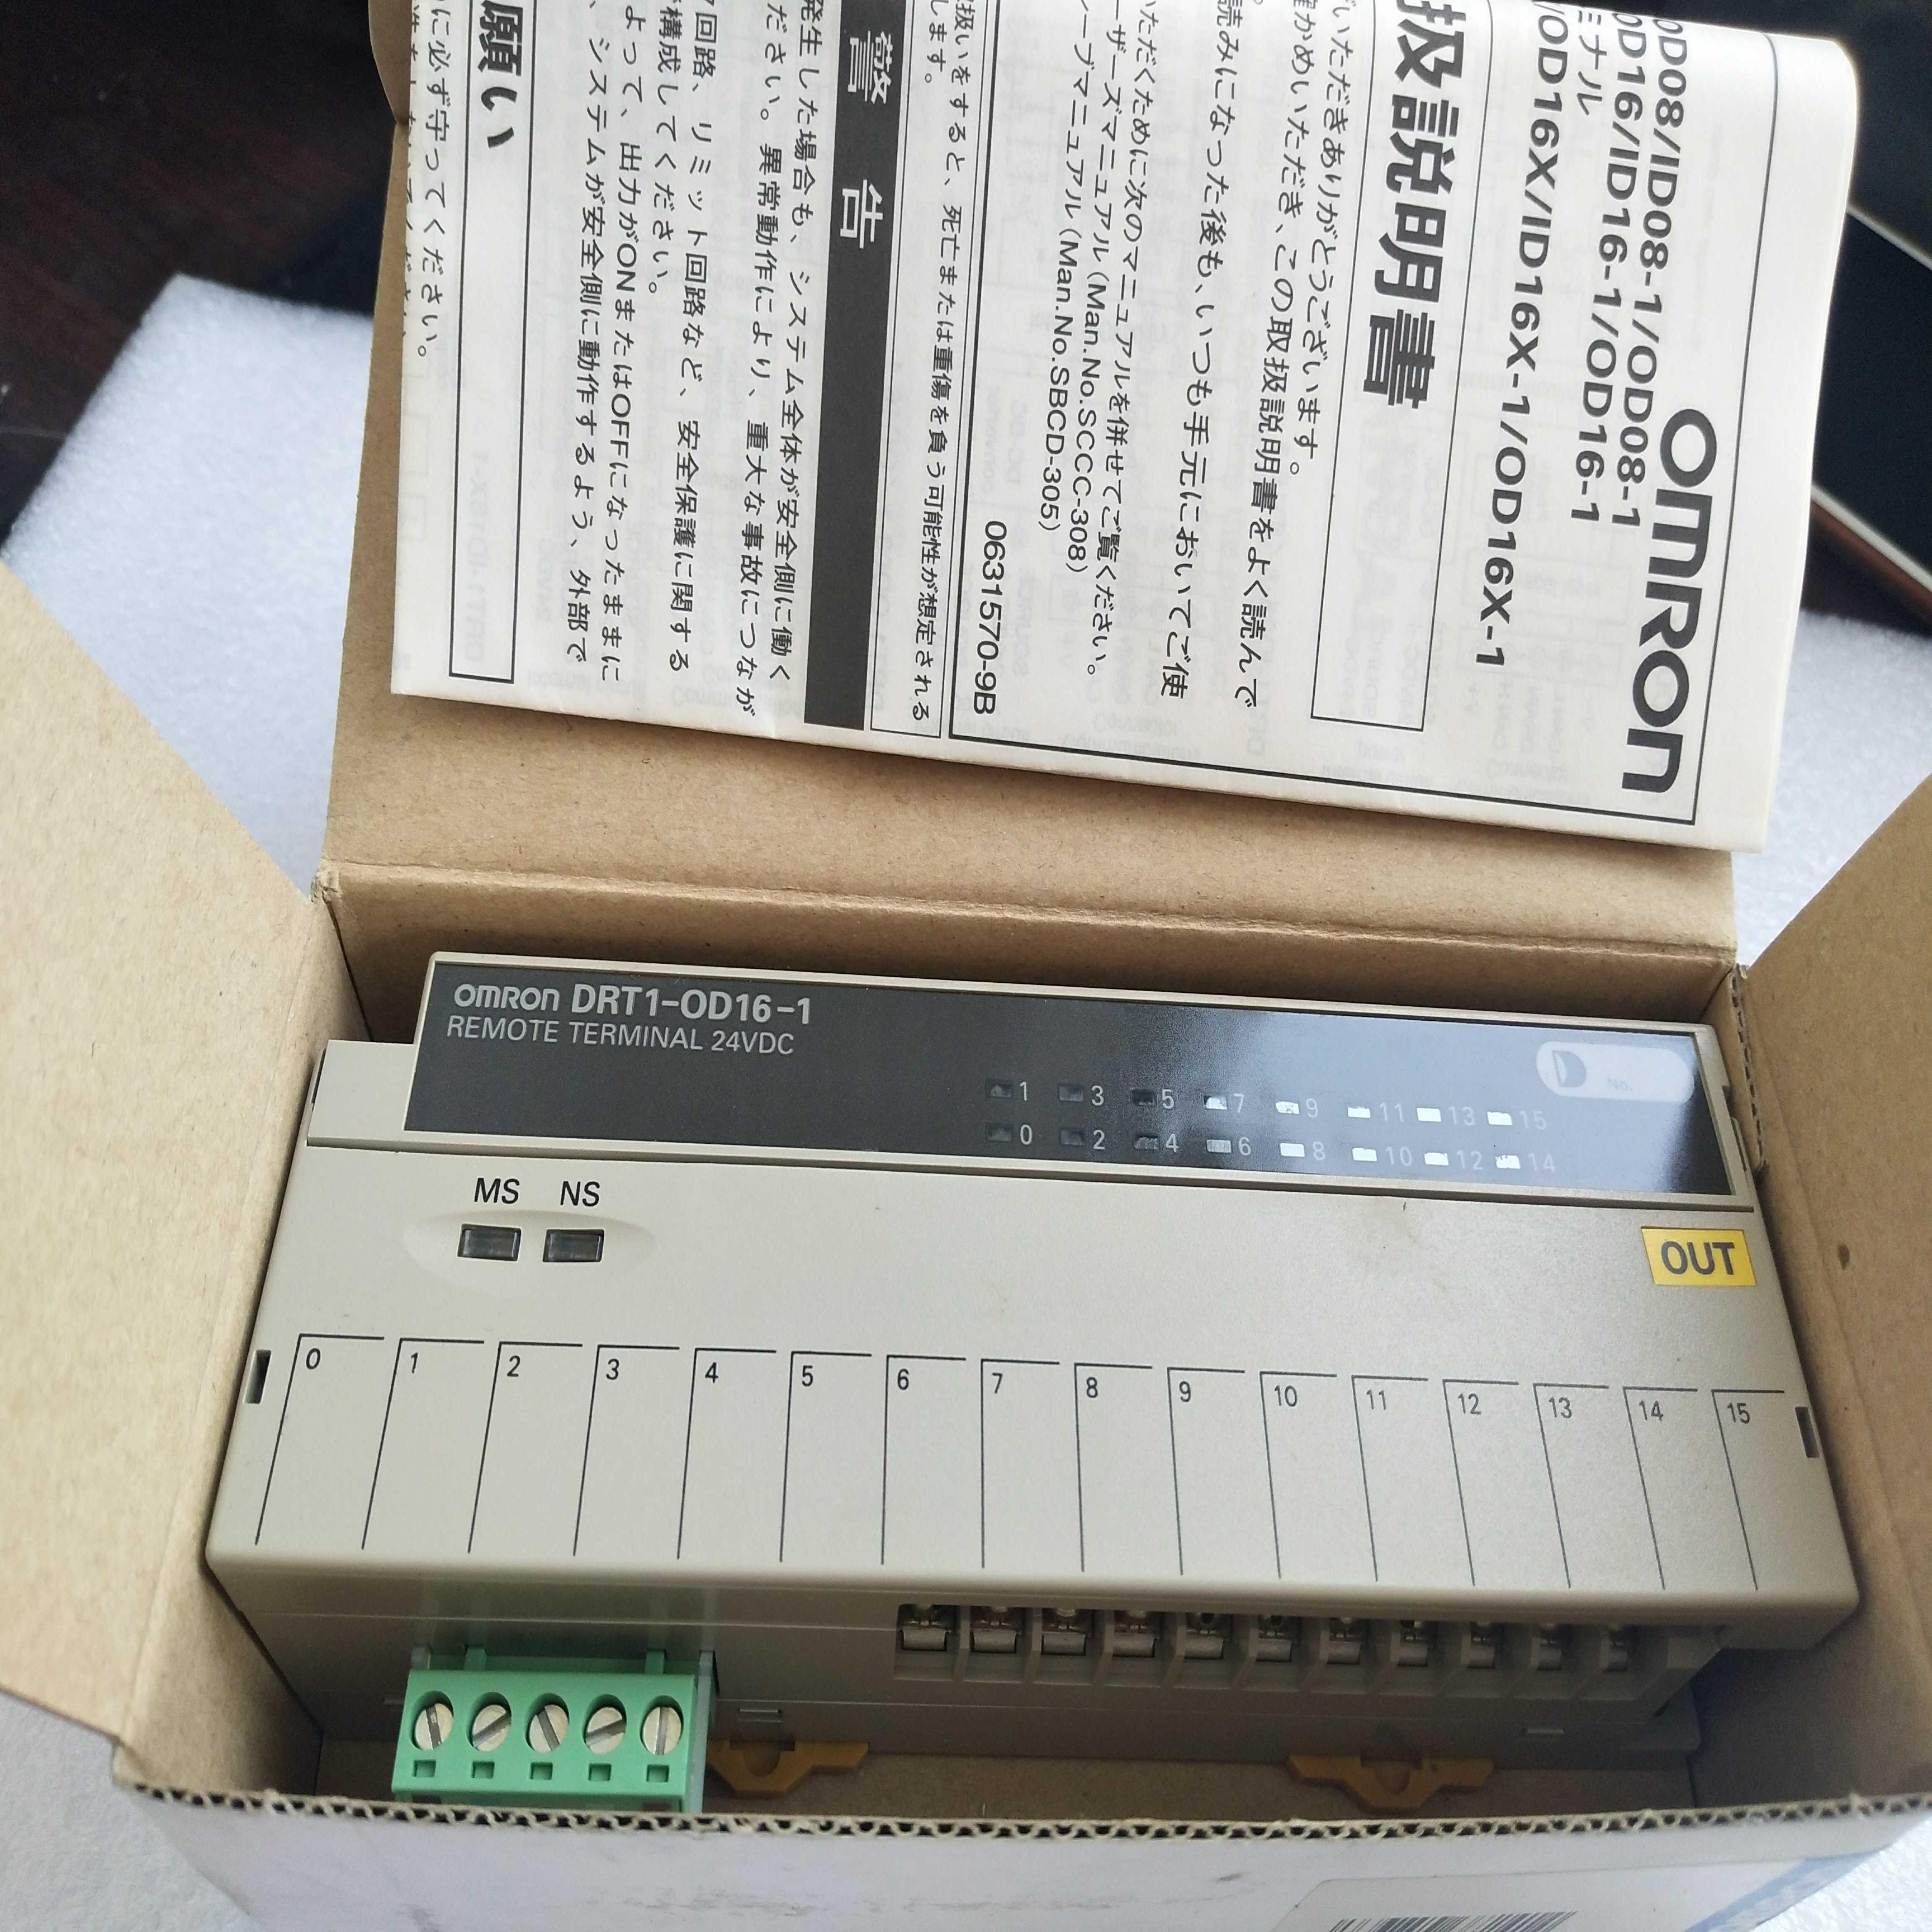 omron
OD08/ID08-1/OD08-1
OD16/ID16-1/OD16-1
ミナル
/OD16X/ID16X-1/OD16X-1
扱説明書
いただきありがとうございます。
確かめいただき、この取扱説明書をよく読んで
読みになった後も、いつも手元においてご使
いただくために次のマニュアルを併せてご覧ください。
ーザーズマニュアル (Man.No.SCCC-308)
レーブマニュアル (Man.No.SBCD-305)
0631570-9B
扱いをすると、死亡または重傷を負う可能性が想定される
します。
警告
発生した場合も、システム全体が安全側に働く
ださい。異常動作により、重大な事故につなが
回路、リミット回路など、安全保護に関する
構成してください。
よって、出力がONまたはOFFになったままに
、システムが安全側に動作するよう、外部で
願い
に必ず守ってください。
omron DRT1-OD16-1
REMOTE TERMINAL 24VDC
No.
1 3 5 7 9 11 13 15
0 2 4 6 8 10 12 14
MS NS
OUT
0 1 2 3 4 5 6 7 8 9 10 11 12 13 14 15